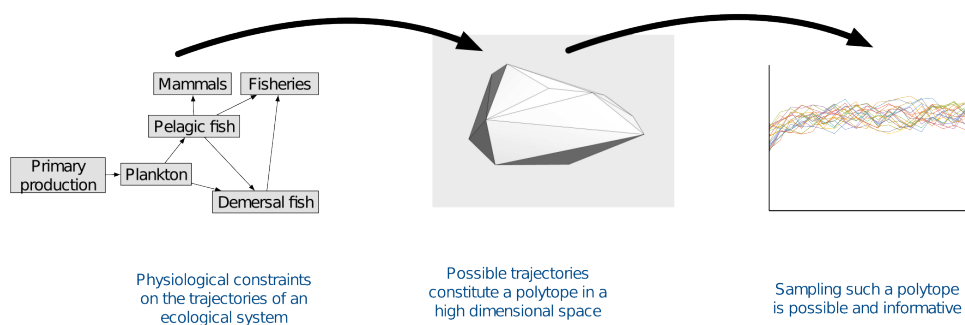 Mammals
Fisheries
Pelagic fish
Primary
production
Plankton
Demersal fish
Physiological constraints
on the trajectories of an
ecological system
Possible trajectories
constitute a polytope in a
high dimensional space
Sampling such a polytope
is possible and informative